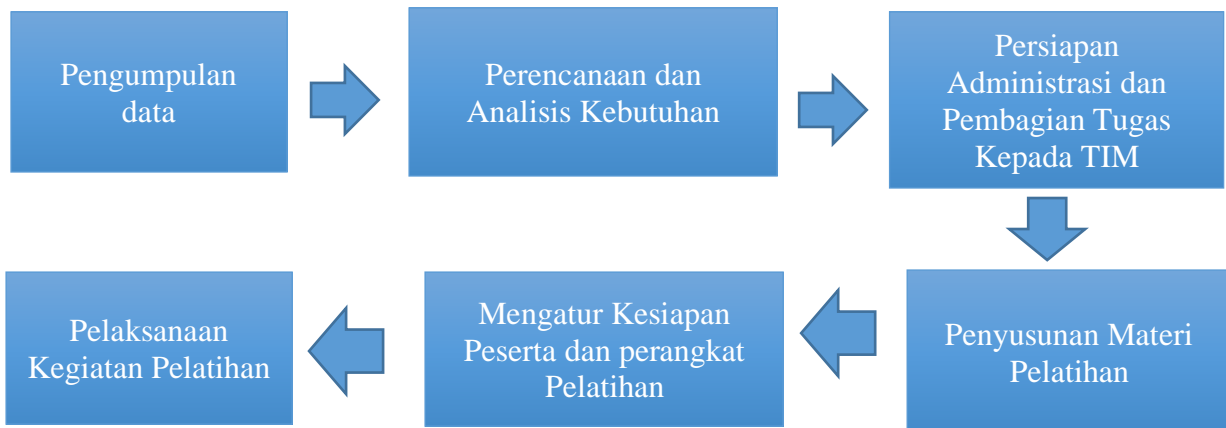 Pengumpulan
data
Perencanaan dan
Analisis Kebutuhan
Persiapan
Administrasi dan
Pembagian Tugas
Kepada TIM
Penyusunan Materi
Pelatihan
Mengatur Kesiapan
Peserta dan perangkat
Pelatihan
Pelaksanaan
Kegiatan Pelatihan